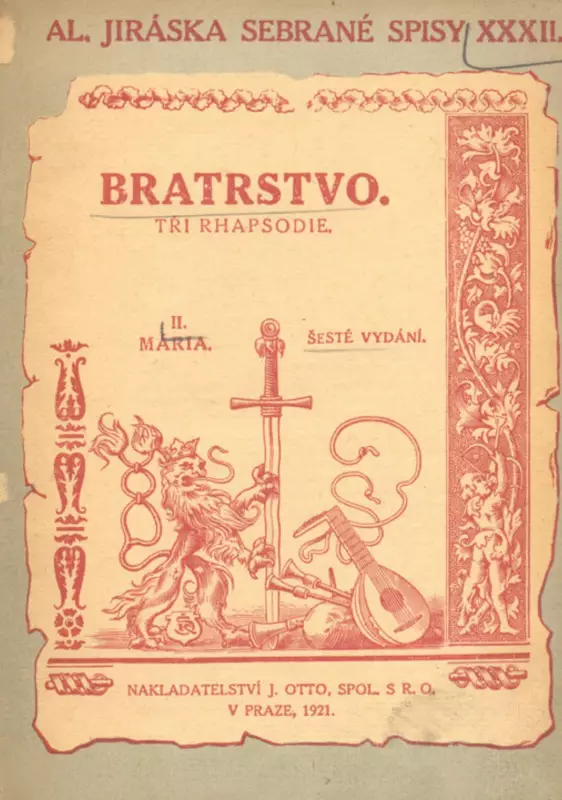 AL. JIRÁSKA SEBRANÉ SPISY XXXII.
BRATRSTVO.
TŘI RHAPSODIE.
II.
MARIA.
ŠESTÉ VYDÁNÍ.
NAKLADATELSTVÍ J. OTTO, SPOL. S R. O.
V PRAZE, 1921.